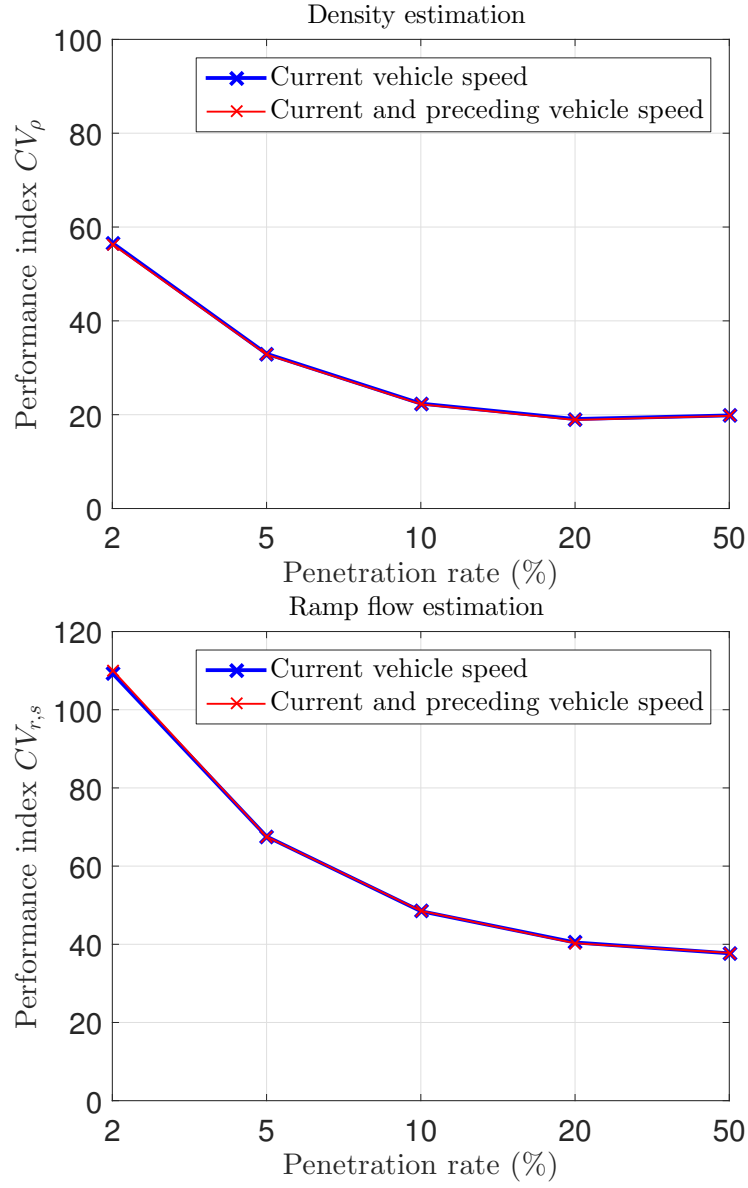 Density estimation
100
80
60
40
20
0
Performance index CVρ
Current vehicle speed
Current and preceding vehicle speed
2 5 10 20 50
Penetration rate (%)
Ramp flow estimation
120
100
80
60
40
20
0
Performance index CVr,s
Current vehicle speed
Current and preceding vehicle speed
2 5 10 20 50
Penetration rate (%)